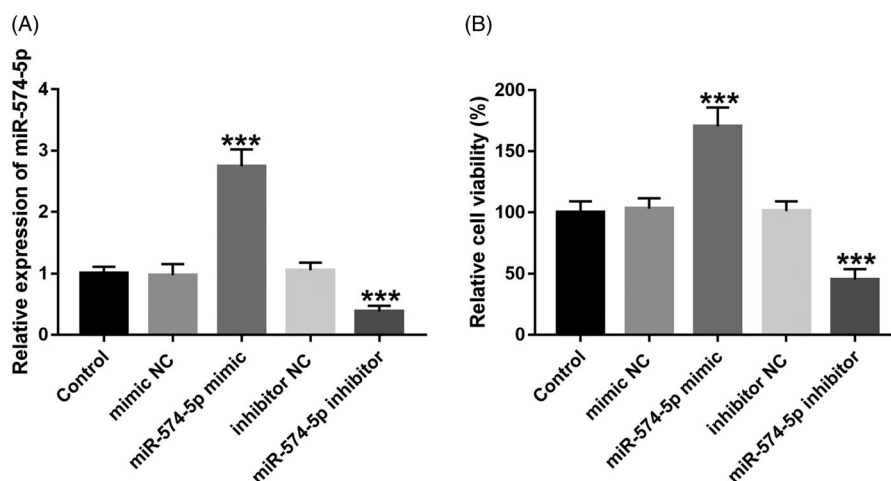 (A)
Relative expression of miR-574-5p
4
3
2
1
0
***
***
Control
mimic NC
miR-574-5p mimic
inhibitor NC
miR-574-5p inhibitor
(B)
Relative cell viability (%)
200
150
100
50
0
***
***
Control
mimic NC
miR-574-5p mimic
inhibitor NC
miR-574-5p inhibitor